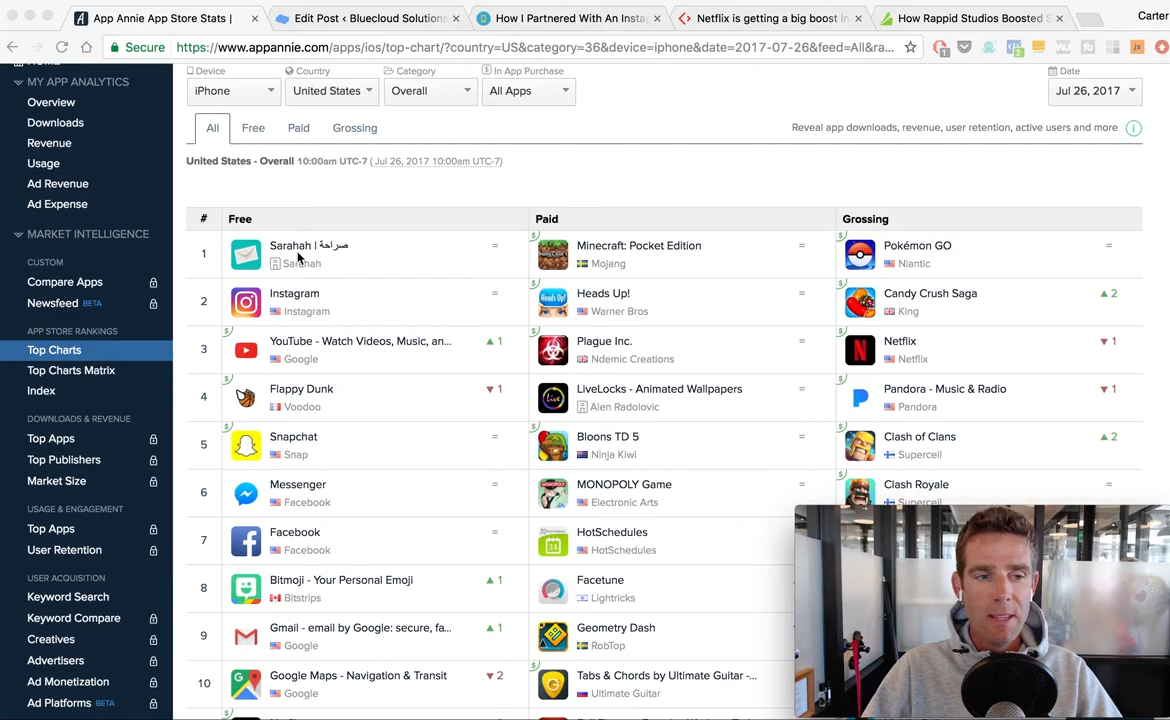 App Annie App Store Stats |
Edit Post ‹ Bluecloud Solutions
How I Partnered With An Insta
Netflix is getting a big boost in
How Rappid Studios Boosted S
Carter
Secure
https://www.appannie.com/apps/ios/top-chart/?country=US&category=36&device=iphone&date=2017-07-26&feed=All&ra...
MY APP ANALYTICS
Overview
Downloads
Revenue
Usage
Ad Revenue
Ad Expense
MARKET INTELLIGENCE
CUSTOM
Compare Apps
Newsfeed BETA
APP STORE RANKINGS
Top Charts
Top Charts Matrix
Index
DOWNLOADS & REVENUE
Top Apps
Top Publishers
Market Size
USAGE & ENGAGEMENT
Top Apps
User Retention
USER ACQUISITION
Keyword Search
Keyword Compare
Creatives
Advertisers
Ad Monetization
Ad Platforms BETA
Device
Country
Category
In App Purchase
Date
iPhone
United States
Overall
All Apps
Jul 26, 2017
All
Free
Paid
Grossing
Reveal app downloads, revenue, user retention, active users and more
United States - Overall 10:00am UTC-7 ( Jul 26, 2017 10:00am UTC-7)
# Free Paid Grossing
1
Sarahah | صراحة =
Sarahah
Minecraft: Pocket Edition =
Mojang
Pokémon GO =
Niantic
2
Instagram =
Instagram
Heads Up! =
Warner Bros
Candy Crush Saga 2
King
3
YouTube - Watch Videos, Music, an... 1
Google
Plague Inc. =
Ndemic Creations
Netflix 1
Netflix
4
Flappy Dunk 1
Voodoo
LiveLocks - Animated Wallpapers =
Alen Radolovic
Pandora - Music & Radio 1
Pandora
5
Snapchat =
Snap
Bloons TD 5 =
Ninja Kiwi
Clash of Clans 2
Supercell
6
Messenger =
Facebook
MONOPOLY Game =
Electronic Arts
Clash Royale =
Supercell
7
Facebook =
Facebook
HotSchedules
HotSchedules
8
Bitmoji - Your Personal Emoji 1
Bitstrips
Facetune
Lightricks
9
Gmail - email by Google: secure, fa... 1
Google
Geometry Dash
RobTop
10
Google Maps - Navigation & Transit 2
Google
Tabs & Chords by Ultimate Guitar -...
Ultimate Guitar